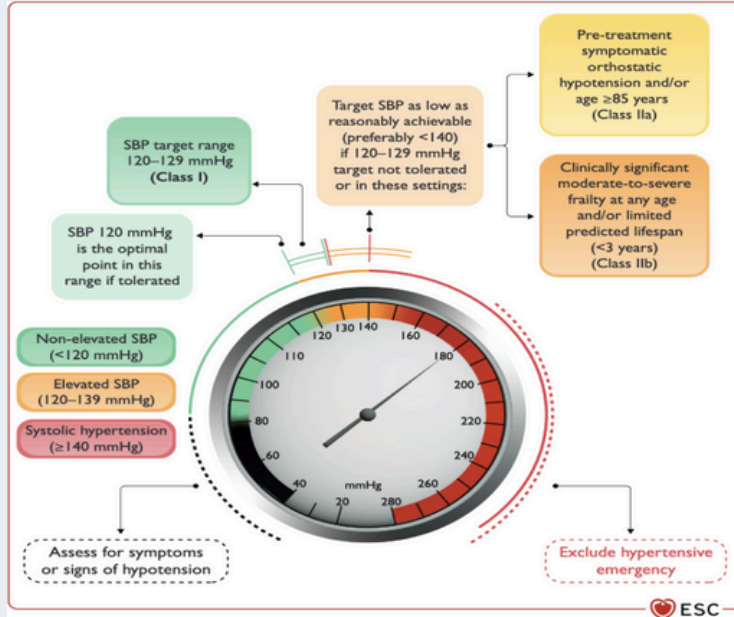 Pre-treatment
symptomatic
orthostatic
hypotension and/or
age ≥85 years
(Class IIa)
Target SBP as low as
reasonably achievable
(preferably <140)
if 120–129 mmHg
target not tolerated
or in these settings:
SBP target range
120–129 mmHg
(Class I)
Clinically significant
moderate-to-severe
frailty at any age
and/or limited
predicted lifespan
(<3 years)
(Class IIb)
SBP 120 mmHg
is the optimal
point in this
range if tolerated
Non-elevated SBP
(<120 mmHg)
Elevated SBP
(120–139 mmHg)
Systolic hypertension
(≥140 mmHg)
120
130
140
160
110
180
100
200
80
220
60
240
40
mmHg
260
20
280
Assess for symptoms
or signs of hypotension
Exclude hypertensive
emergency
ESC